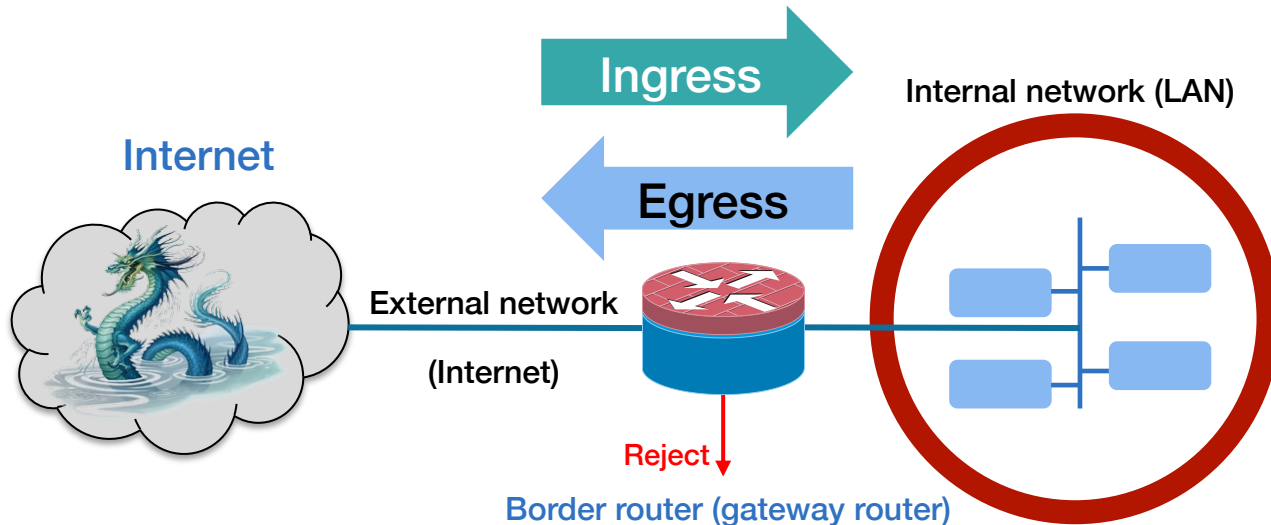 Ingress
Internal network (LAN)
Internet
Egress
External network
(Internet)
Reject
Border router (gateway router)